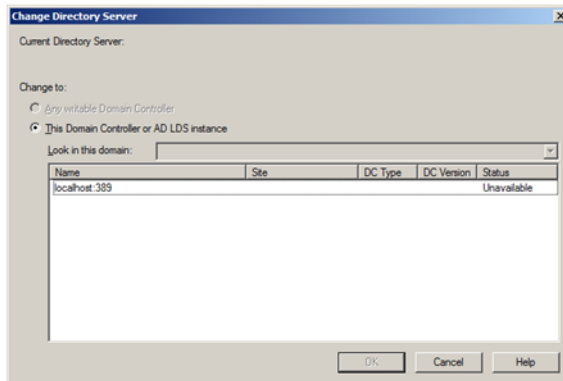 Change Directory Server
Current Directory Server:
Change to:
Any writable Domain Controller
This Domain Controller or AD LDS instance
Look in this domain:
Name Site DC Type DC Version Status
localhost:389 Unavailable
OK Cancel Help